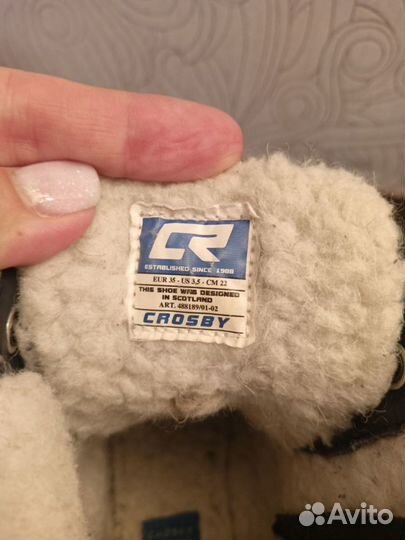 CR
ESTABLISHED SINCE 1988
EUR 35 - US 3,5 - CM 22
THIS SHOE WAS DESIGNED
IN SCOTLAND
ART. 488189/01-02
CROSBY
Avito